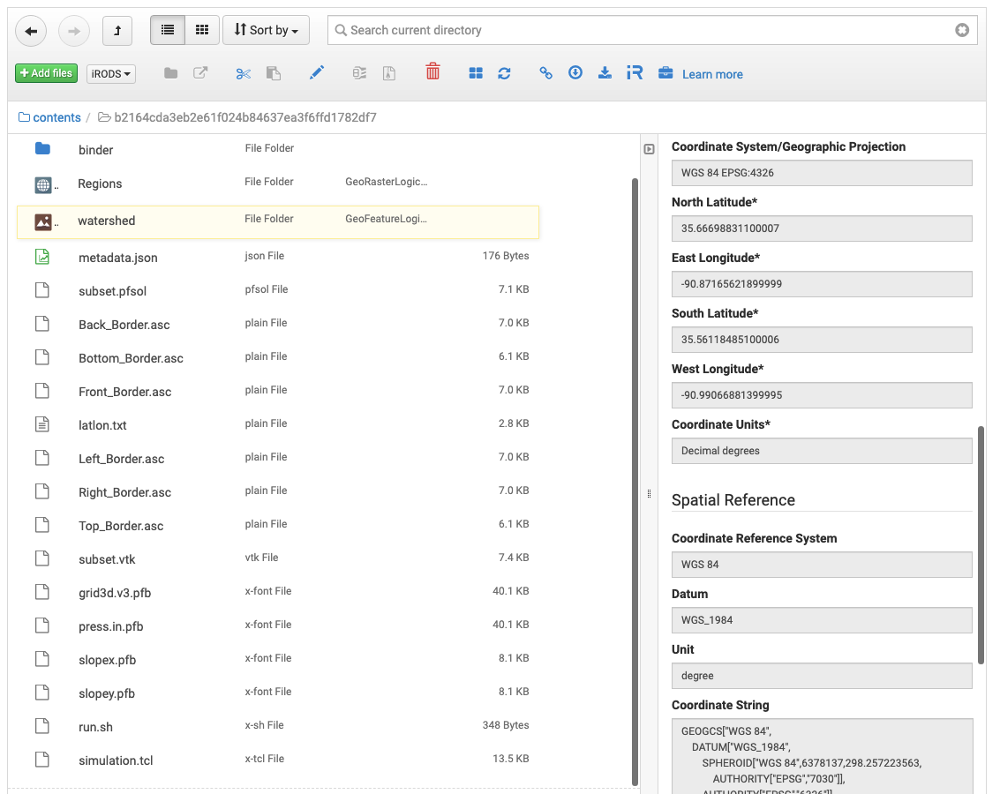 Sort by
Search current directory
Add files
iRODS
iR
Learn more
contents / b2164cda3eb2e61f024b84637ea3f6ffd1782df7
binder File Folder
Regions File Folder GeoRasterLogic...
watershed File Folder GeoFeatureLogi...
metadata.json json File 176 Bytes
subset.pfsol pfsol File 7.1 KB
Back_Border.asc plain File 7.0 KB
Bottom_Border.asc plain File 6.1 KB
Front_Border.asc plain File 7.0 KB
latlon.txt plain File 2.8 KB
Left_Border.asc plain File 7.0 KB
Right_Border.asc plain File 7.0 KB
Top_Border.asc plain File 6.1 KB
subset.vtk vtk File 7.4 KB
grid3d.v3.pfb x-font File 40.1 KB
press.in.pfb x-font File 40.1 KB
slopex.pfb x-font File 8.1 KB
slopey.pfb x-font File 8.1 KB
run.sh x-sh File 348 Bytes
simulation.tcl x-tcl File 13.5 KB
Coordinate System/Geographic Projection
WGS 84 EPSG:4326
North Latitude*
35.66698831100007
East Longitude*
-90.87165621899999
South Latitude*
35.56118485100006
West Longitude*
-90.99066881399995
Coordinate Units*
Decimal degrees
Spatial Reference
Coordinate Reference System
WGS 84
Datum
WGS_1984
Unit
degree
Coordinate String
GEOGCS["WGS 84",
DATUM["WGS_1984",
SPHEROID["WGS 84",6378137,298.257223563,
AUTHORITY["EPSG","7030"]],
AUTHORITY["EPSG","6326"]],